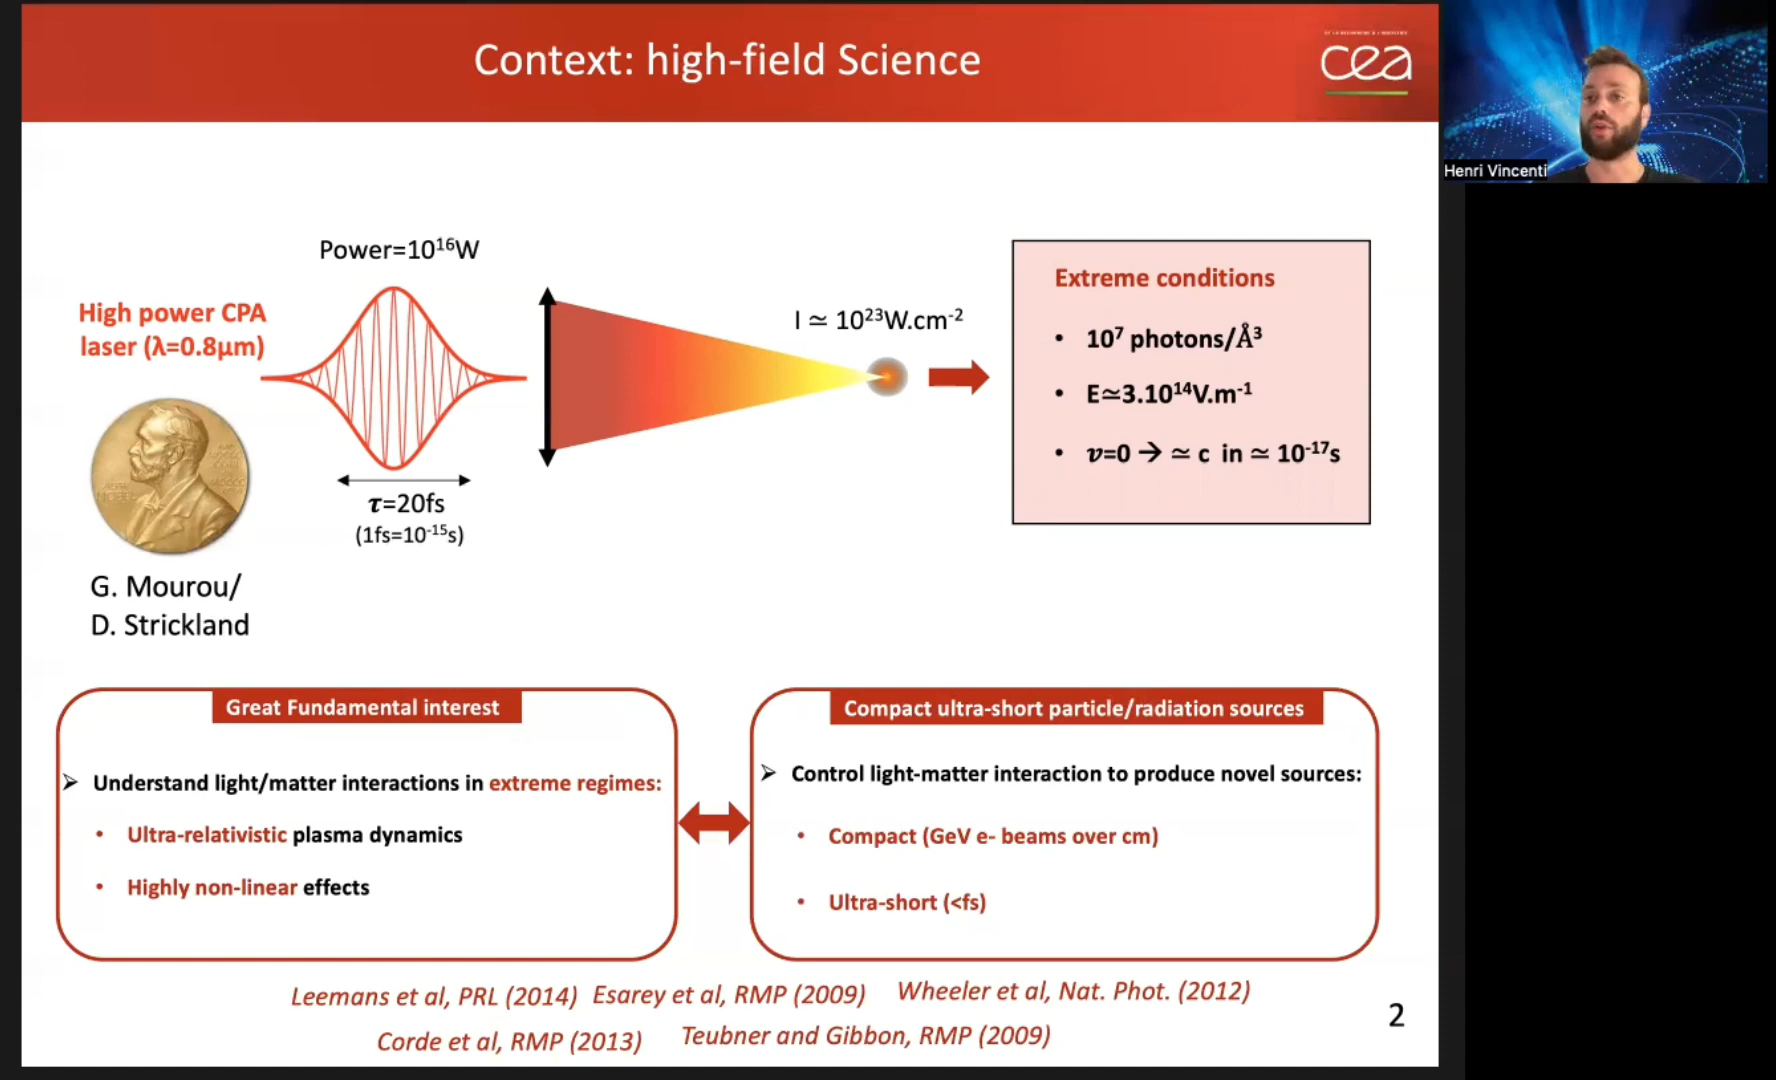 Context: high-field Science
cea
Henri Vincenti
Power=10¹⁶W
High power CPA
laser (λ=0.8µm)
I ≃ 10²³W.cm⁻²
τ=20fs
(1fs=10⁻¹⁵s)
G. Mourou/
D. Strickland
Extreme conditions
• 10⁷ photons/Å³
• E≃3.10¹⁴V.m⁻¹
• v=0 → ≃ c in ≃ 10⁻¹⁷s
Great Fundamental interest
➢ Understand light/matter interactions in extreme regimes:
• Ultra-relativistic plasma dynamics
• Highly non-linear effects
Compact ultra-short particle/radiation sources
➢ Control light-matter interaction to produce novel sources:
• Compact (GeV e- beams over cm)
• Ultra-short (<fs)
Leemans et al, PRL (2014) Esarey et al, RMP (2009) Wheeler et al, Nat. Phot. (2012)
Corde et al, RMP (2013) Teubner and Gibbon, RMP (2009)
2